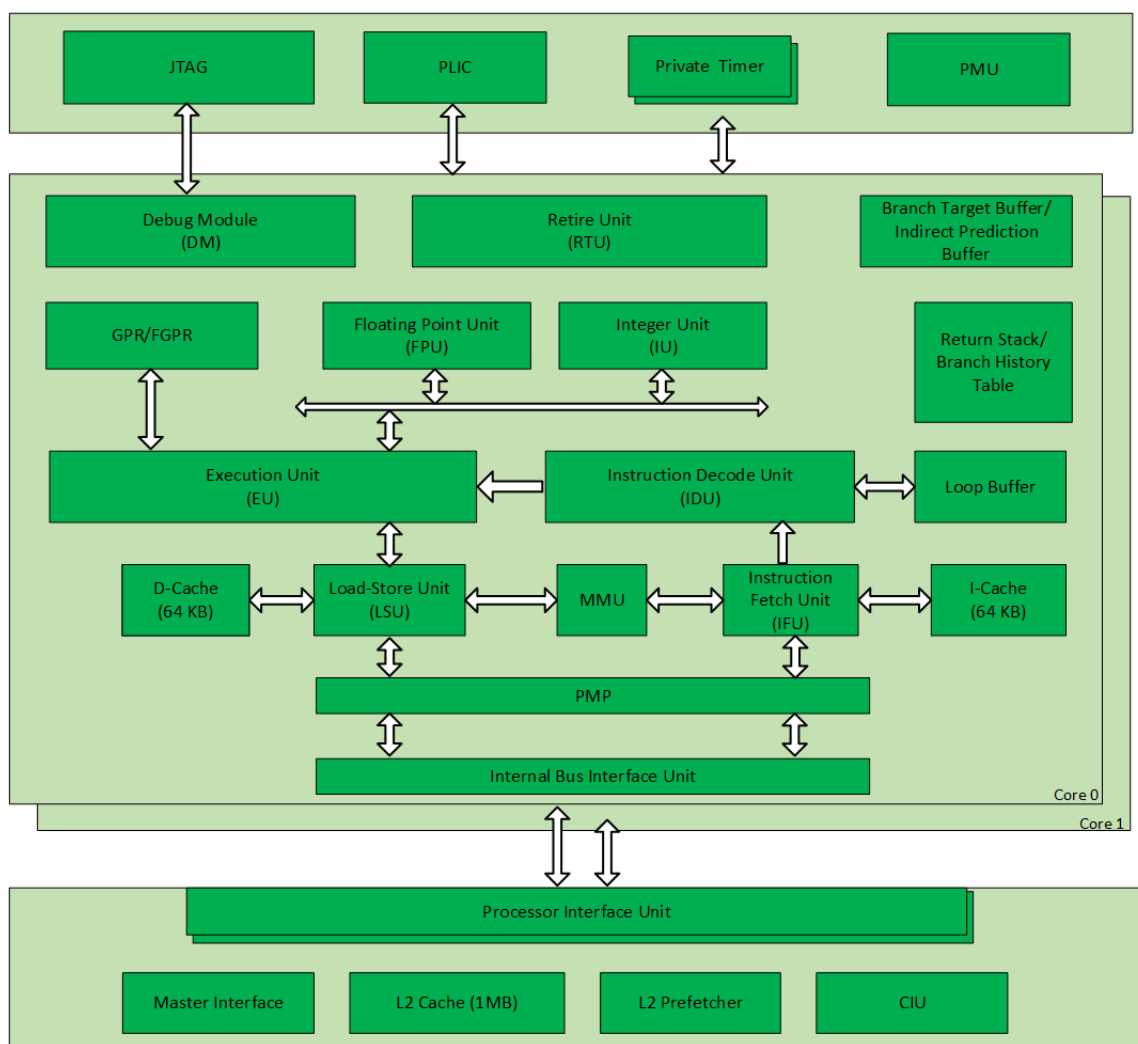 JTAG
PLIC
Private Timer
PMU
Debug Module
(DM)
Retire Unit
(RTU)
Branch Target Buffer/
Indirect Prediction
Buffer
GPR/FGPR
Floating Point Unit
(FPU)
Integer Unit
(IU)
Return Stack/
Branch History
Table
Execution Unit
(EU)
Instruction Decode Unit
(IDU)
Loop Buffer
D-Cache
(64 KB)
Load-Store Unit
(LSU)
MMU
Instruction
Fetch Unit
(IFU)
I-Cache
(64 KB)
PMP
Internal Bus Interface Unit
Core 0
Core 1
Processor Interface Unit
Master Interface
L2 Cache (1MB)
L2 Prefetcher
CIU